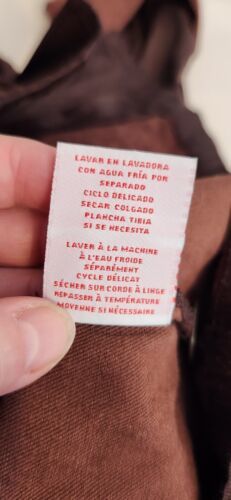 LAVAR EN LAVADORA
CON AGUA FRÍA POR
SEPARADO
CICLO DELICADO
SECAR COLGADO
PLANCHA TIBIA
SI SE NECESITA
LAVER À LA MACHINE
À L'EAU FROIDE
SÉPARÉMENT
CYCLE DÉLICAT
SÉCHER SUR CORDE À LINGE
REPASSER À TEMPÉRATURE
MOYENNE SI NÉCESSAIRE